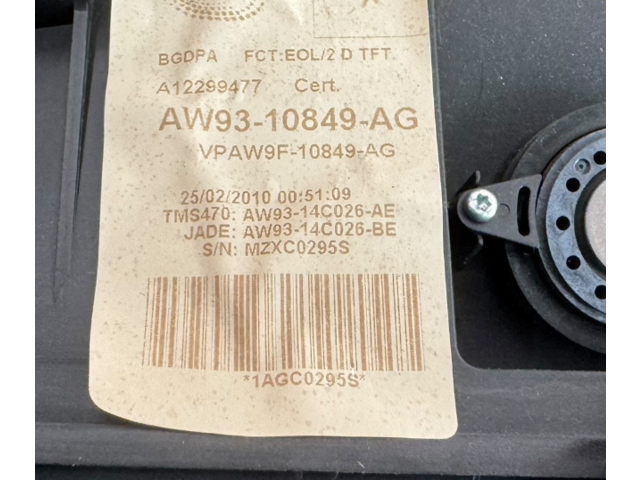 BGDPA FCT:EOL/2 D TFT.
A12299477 Cert.
AW93-10849-AG
VPAW9F-10849-AG
25/02/2010 00:51:09
TMS470: AW93-14C026-AE
JADE: AW93-14C026-BE
S/N: MZXC0295S
*1AGC0295S*